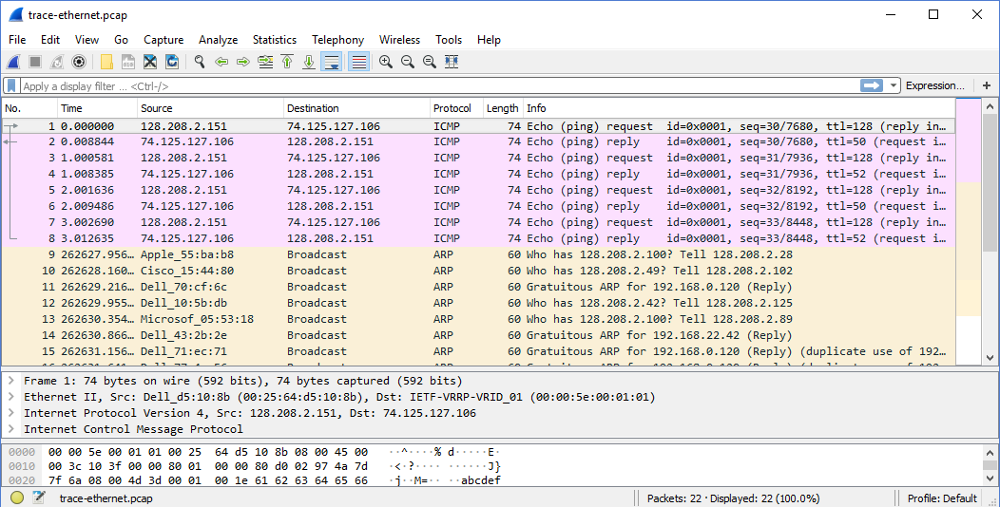 trace-ethernet.pcap
File Edit View Go Capture Analyze Statistics Telephony Wireless Tools Help
Apply a display filter ... <Ctrl-/> Expression... +
No. Time Source Destination Protocol Length Info
1 0.000000 128.208.2.151 74.125.127.106 ICMP 74 Echo (ping) request id=0x0001, seq=30/7680, ttl=128 (reply in…
2 0.008844 74.125.127.106 128.208.2.151 ICMP 74 Echo (ping) reply id=0x0001, seq=30/7680, ttl=50 (request i…
3 1.000581 128.208.2.151 74.125.127.106 ICMP 74 Echo (ping) request id=0x0001, seq=31/7936, ttl=128 (reply in…
4 1.008385 74.125.127.106 128.208.2.151 ICMP 74 Echo (ping) reply id=0x0001, seq=31/7936, ttl=52 (request i…
5 2.001636 128.208.2.151 74.125.127.106 ICMP 74 Echo (ping) request id=0x0001, seq=32/8192, ttl=128 (reply in…
6 2.009486 74.125.127.106 128.208.2.151 ICMP 74 Echo (ping) reply id=0x0001, seq=32/8192, ttl=50 (request i…
7 3.002690 128.208.2.151 74.125.127.106 ICMP 74 Echo (ping) request id=0x0001, seq=33/8448, ttl=128 (reply in…
8 3.012635 74.125.127.106 128.208.2.151 ICMP 74 Echo (ping) reply id=0x0001, seq=33/8448, ttl=52 (request i…
9 262627.956… Apple_55:ba:b8 Broadcast ARP 60 Who has 128.208.2.100? Tell 128.208.2.28
10 262628.160… Cisco_15:44:80 Broadcast ARP 60 Who has 128.208.2.49? Tell 128.208.2.102
11 262629.216… Dell_70:cf:6c Broadcast ARP 60 Gratuitous ARP for 192.168.0.120 (Reply)
12 262629.955… Dell_10:5b:db Broadcast ARP 60 Who has 128.208.2.42? Tell 128.208.2.125
13 262630.354… Microsof_05:53:18 Broadcast ARP 60 Who has 128.208.2.100? Tell 128.208.2.89
14 262630.866… Dell_43:2b:2e Broadcast ARP 60 Gratuitous ARP for 192.168.22.42 (Reply)
15 262631.156… Dell_71:ec:71 Broadcast ARP 60 Gratuitous ARP for 192.168.0.120 (Reply) (duplicate use of 192…
Frame 1: 74 bytes on wire (592 bits), 74 bytes captured (592 bits)
Ethernet II, Src: Dell_d5:10:8b (00:25:64:d5:10:8b), Dst: IETF-VRRP-VRID_01 (00:00:5e:00:01:01)
Internet Protocol Version 4, Src: 128.208.2.151, Dst: 74.125.127.106
Internet Control Message Protocol
0000 00 00 5e 00 01 01 00 25 64 d5 10 8b 08 00 45 00 ··^····% d·····E·
0010 00 3c 10 3f 00 00 80 01 00 00 80 d0 02 97 4a 7d ·<·?···· ······J}
0020 7f 6a 08 00 4d 3d 00 01 00 1e 61 62 63 64 65 66 ·j··M=·· ··abcdef
trace-ethernet.pcap Packets: 22 · Displayed: 22 (100.0%) Profile: Default